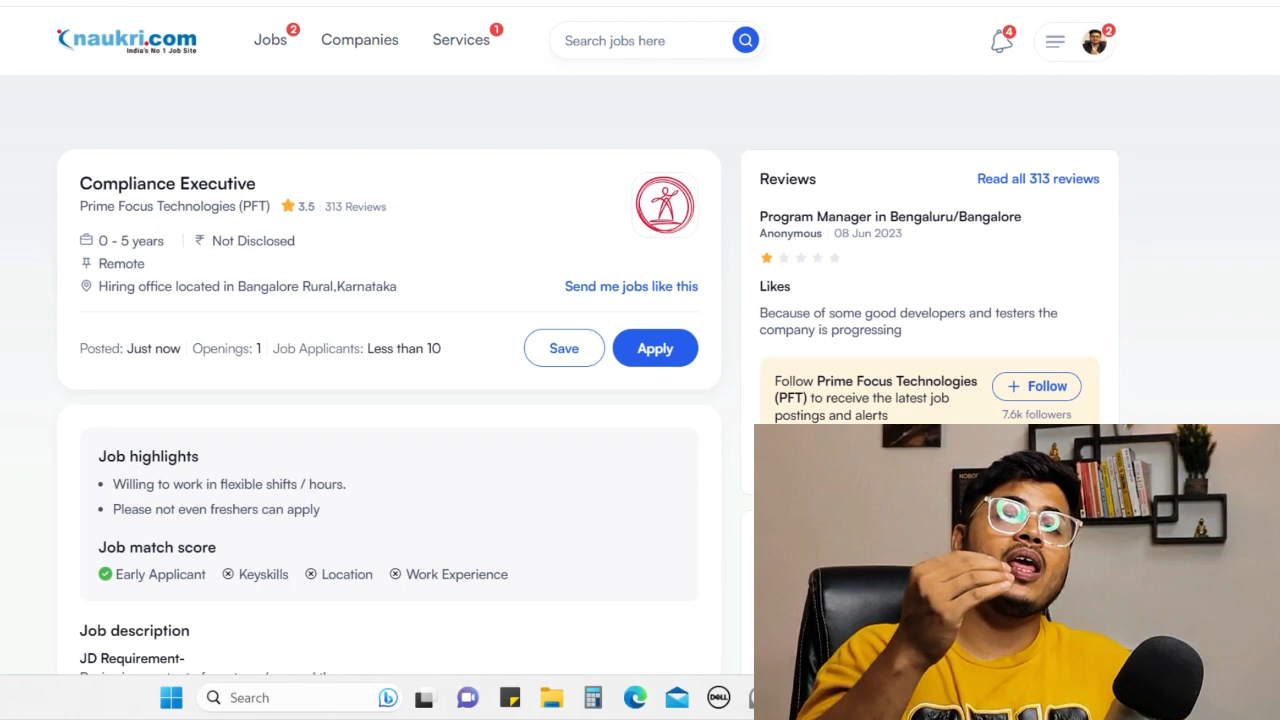 naukri.com
India's No 1 Job Site
Jobs
2
Companies
Services
1
Search jobs here
4
2
Compliance Executive
Prime Focus Technologies (PFT)
3.5
313 Reviews
0 - 5 years
₹ Not Disclosed
Remote
Hiring office located in Bangalore Rural,Karnataka
Send me jobs like this
Posted: Just now
Openings: 1
Job Applicants: Less than 10
Save
Apply
Job highlights
• Willing to work in flexible shifts / hours.
• Please not even freshers can apply
Job match score
Early Applicant
Keyskills
Location
Work Experience
Job description
JD Requirement-
Reviews
Read all 313 reviews
Program Manager in Bengaluru/Bangalore
Anonymous
08 Jun 2023
Likes
Because of some good developers and testers the
company is progressing
Follow Prime Focus Technologies
(PFT) to receive the latest job
postings and alerts
+ Follow
7.6k followers
Search
DELL